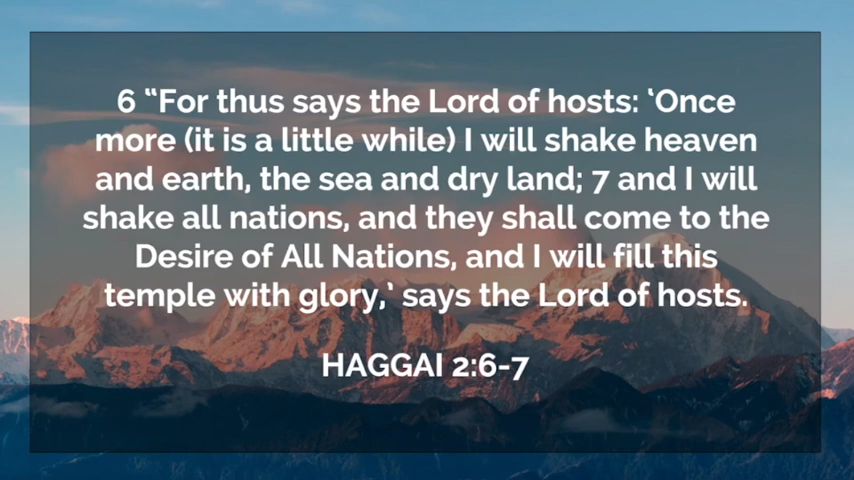 6 “For thus says the Lord of hosts: ‘Once
more (it is a little while) I will shake heaven
and earth, the sea and dry land; 7 and I will
shake all nations, and they shall come to the
Desire of All Nations, and I will fill this
temple with glory,’ says the Lord of hosts.
HAGGAI 2:6-7